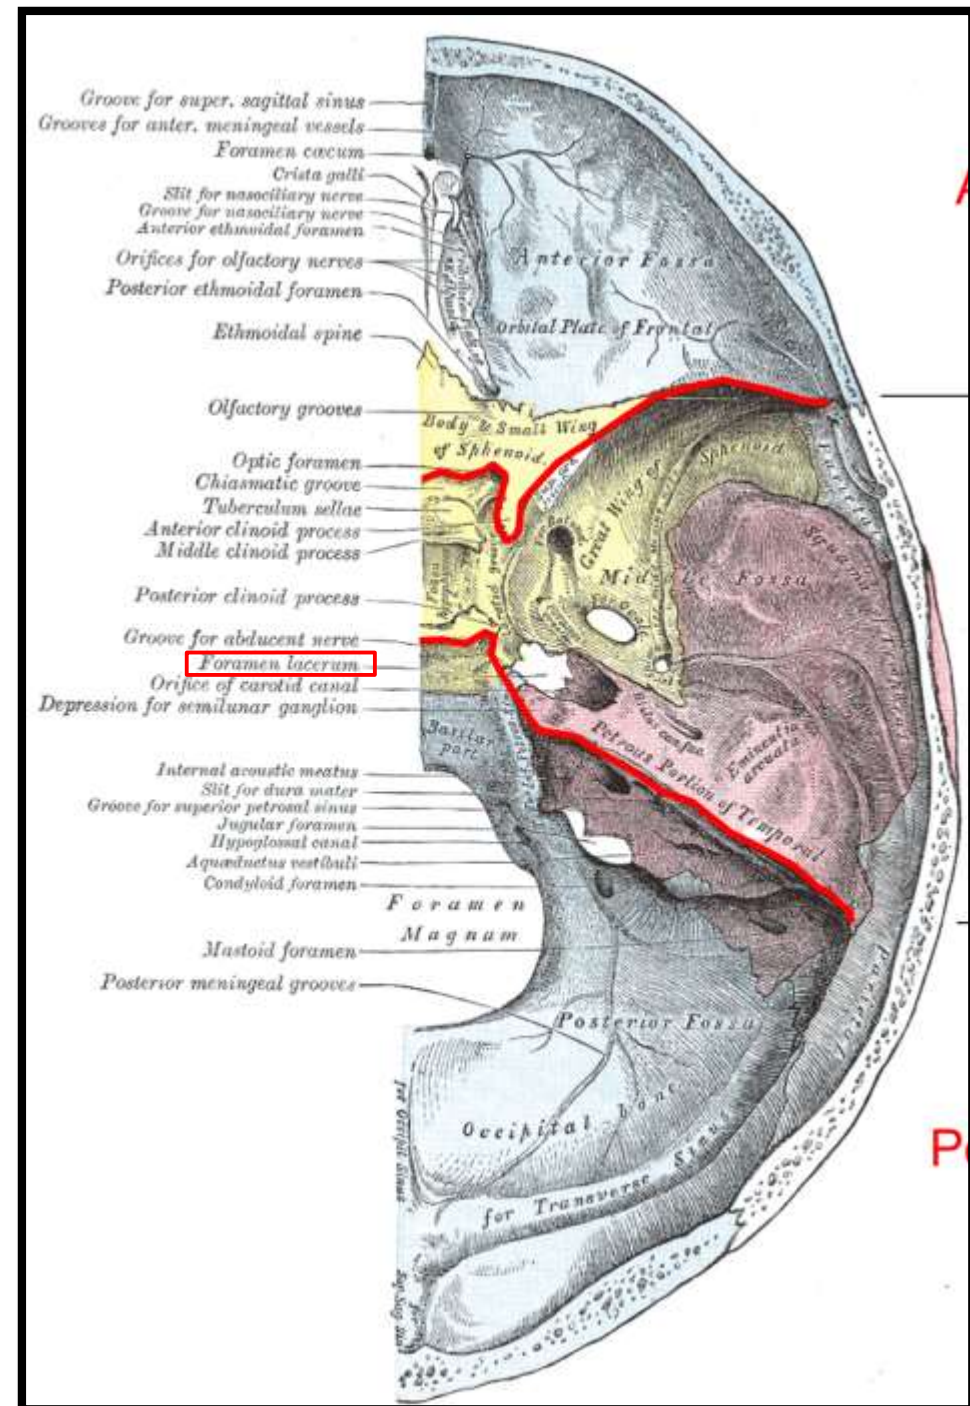 Groove for super. sagittal sinus
Grooves for anter. meningeal vessels
Foramen cæcum
Crista galli
Slit for nasociliary nerve
Groove for nasociliary nerve
Anterior ethmoidal foramen
Orifices for olfactory nerves
Posterior ethmoidal foramen
Ethmoidal spine
Olfactory grooves
Optic foramen
Chiasmatic groove
Tuberculum sellae
Anterior clinoid process
Middle clinoid process
Posterior clinoid process
Groove for abducent nerve
Foramen lacerum
Orifice of carotid canal
Depression for semilunar ganglion
Internal acoustic meatus
Slit for dura mater
Groove for superior petrosal sinus
Jugular foramen
Hypoglossal canal
Aquæductus vestibuli
Condyloid foramen
Mastoid foramen
Posterior meningeal grooves
Anterior Fossa
Orbital Plate of Frontal
Body & Small Wing
of Sphenoid.
Great Wing of
Sphenoid
Parietal
Squama
Middle Fossa
Eminentia
arcuata
Petrous Portion of Temporal
Basilar
part
Foramen
Magnum
Parietal
Posterior Fossa
Occipital bone
for Transverse Sinus
for Occipit. Sinus
A
Po